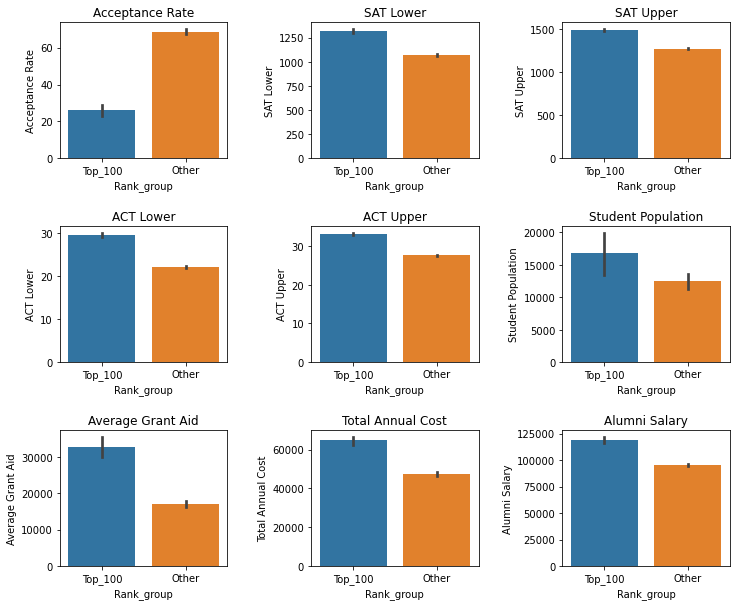 Acceptance Rate
Acceptance Rate
60
40
20
0
Top_100 Other
Rank_group
SAT Lower
SAT Lower
1250
1000
750
500
250
0
Top_100 Other
Rank_group
SAT Upper
SAT Upper
1500
1000
500
0
Top_100 Other
Rank_group
ACT Lower
ACT Lower
30
20
10
0
Top_100 Other
Rank_group
ACT Upper
ACT Upper
30
20
10
0
Top_100 Other
Rank_group
Student Population
Student Population
20000
15000
10000
5000
0
Top_100 Other
Rank_group
Average Grant Aid
Average Grant Aid
30000
20000
10000
0
Top_100 Other
Rank_group
Total Annual Cost
Total Annual Cost
60000
40000
20000
0
Top_100 Other
Rank_group
Alumni Salary
Alumni Salary
125000
100000
75000
50000
25000
0
Top_100 Other
Rank_group